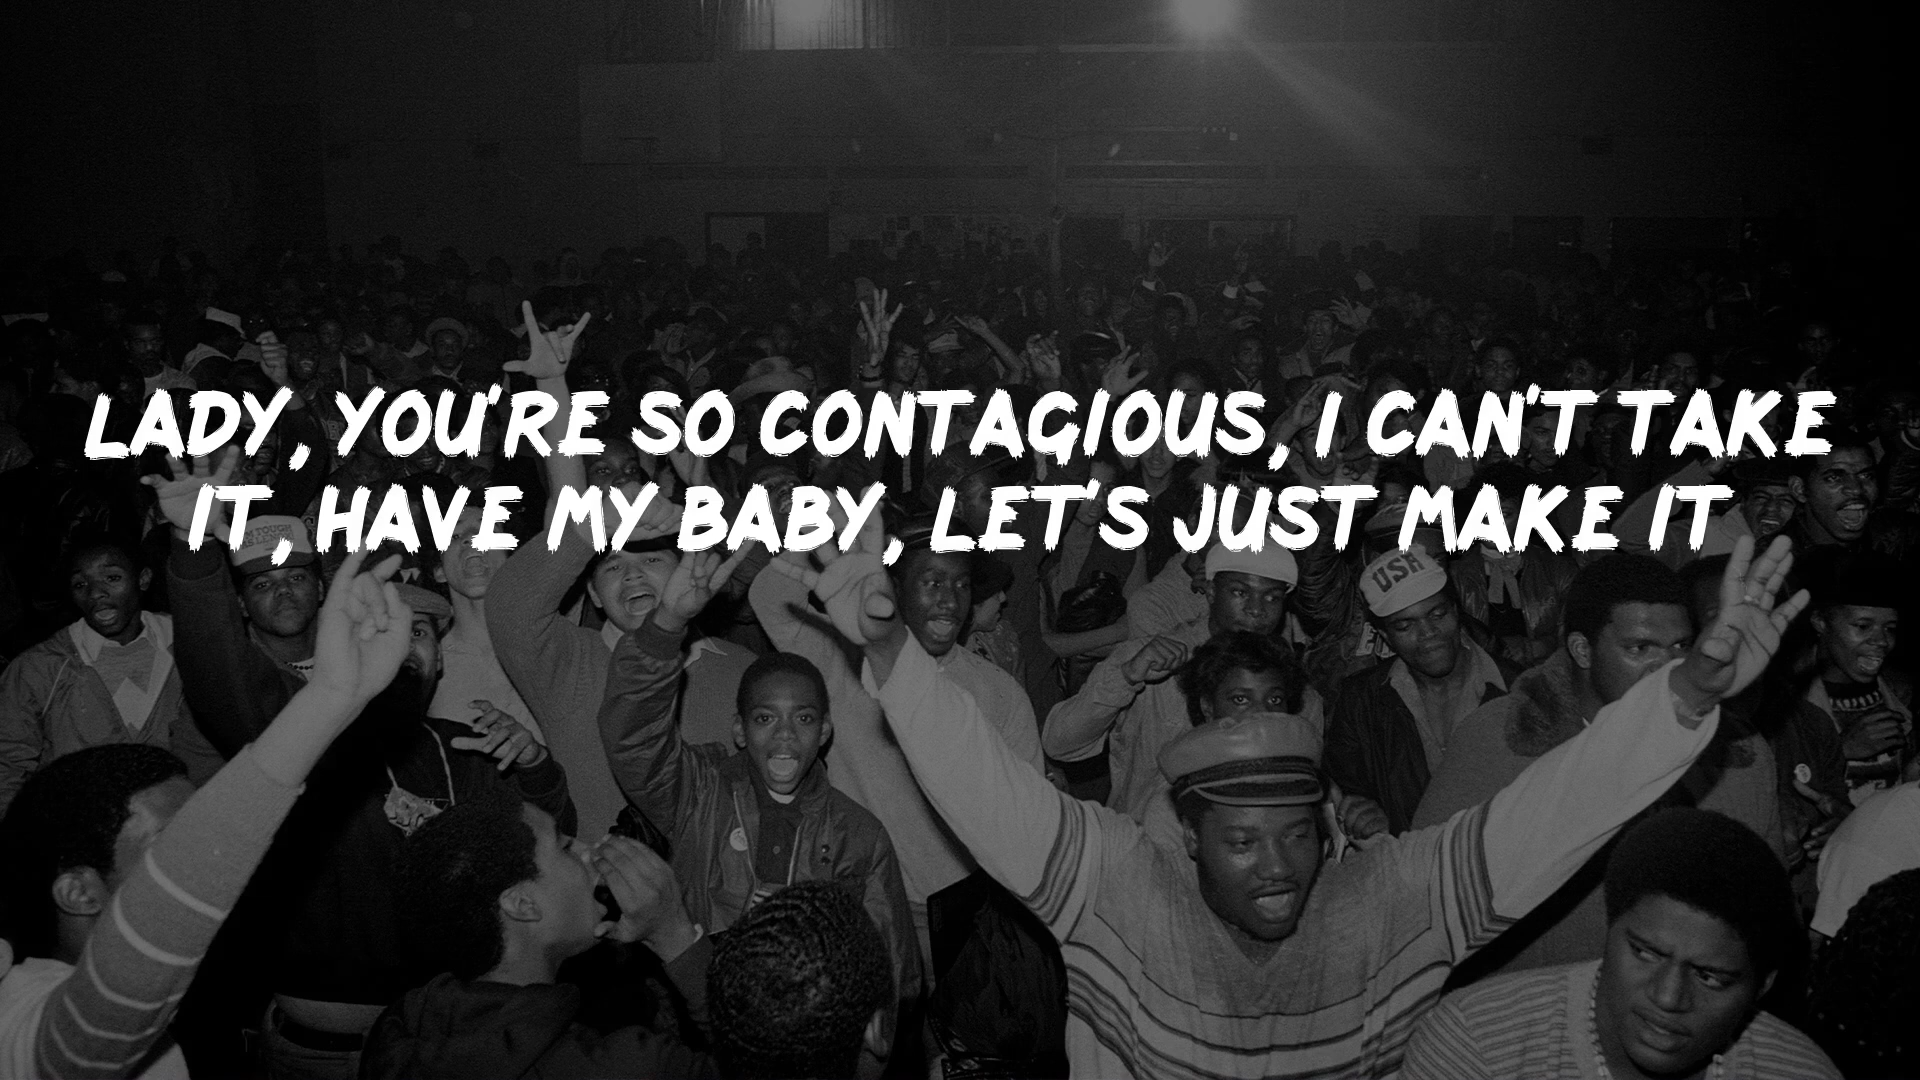 LADY, YOU'RE SO CONTAGIOUS, I CAN'T TAKE
IT, HAVE MY BABY, LET'S JUST MAKE IT
USA